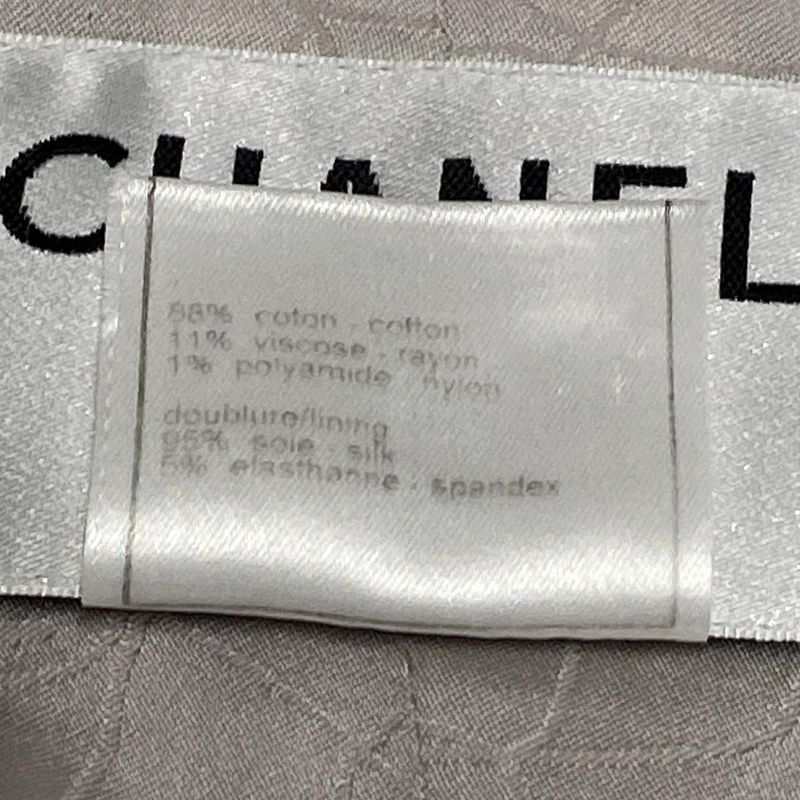 CHANEL
88% coton - cotton
11% viscose - rayon
1% polyamide - nylon
doublure/lining
95% soie - silk
5% elasthanne - spandex